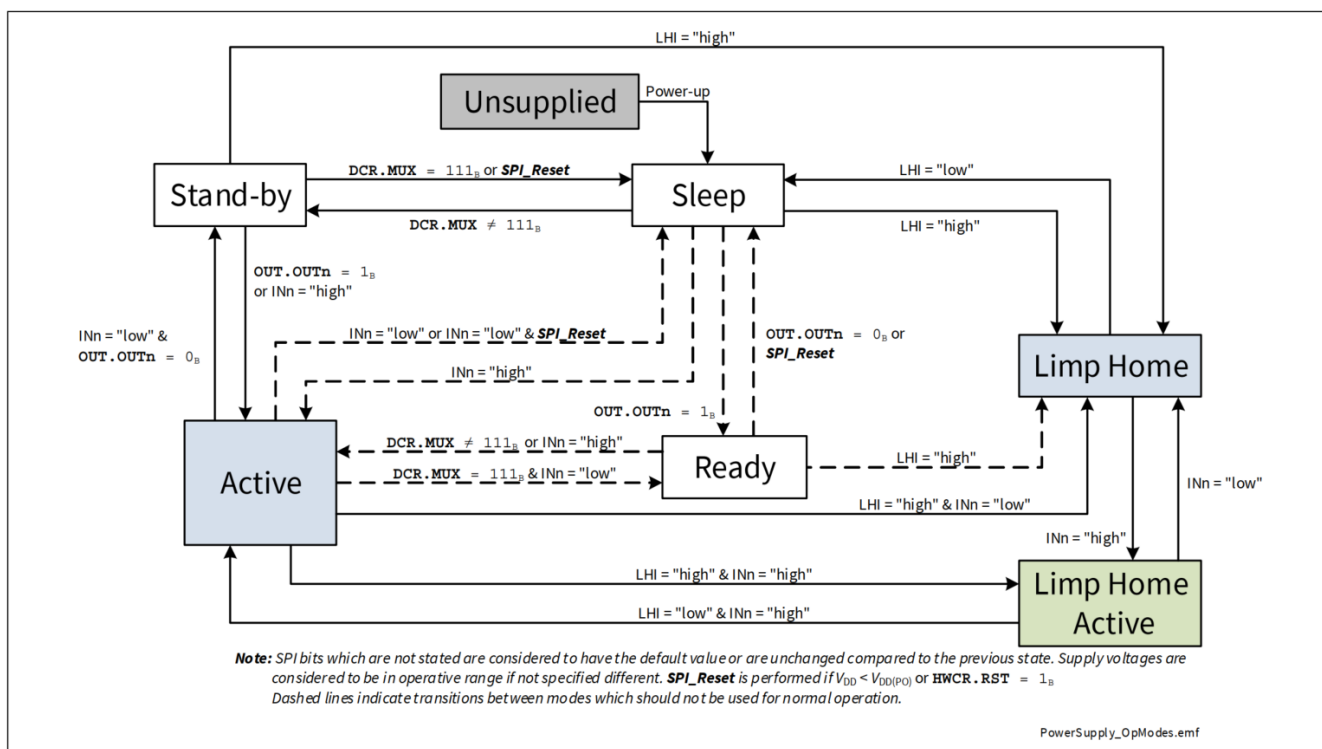 LHI = "high"
Unsupplied
Power-up
Stand-by
DCR.MUX = 111B or SPI_Reset
Sleep
LHI = "low"
DCR.MUX ≠ 111B
LHI = "high"
OUT.OUTn = 1B
or INn = "high"
INn = "low" &
OUT.OUTn = 0B
INn = "low" or INn = "low" & SPI_Reset
OUT.OUTn = 0B or
SPI_Reset
INn = "high"
Limp Home
OUT.OUTn = 1B
DCR.MUX ≠ 111B or INn = "high"
Active
Ready
LHI = "high"
DCR.MUX = 111B & INn = "low"
INn = "low"
LHI = "high" & INn = "low"
INn = "high"
LHI = "high" & INn = "high"
Limp Home
Active
LHI = "low" & INn = "high"
Note: SPI bits which are not stated are considered to have the default value or are unchanged compared to the previous state. Supply voltages are
considered to be in operative range if not specified different. SPI_Reset is performed if VDD < VDD(PO) or HWCR.RST = 1B
Dashed lines indicate transitions between modes which should not be used for normal operation.
PowerSupply_OpModes.emf